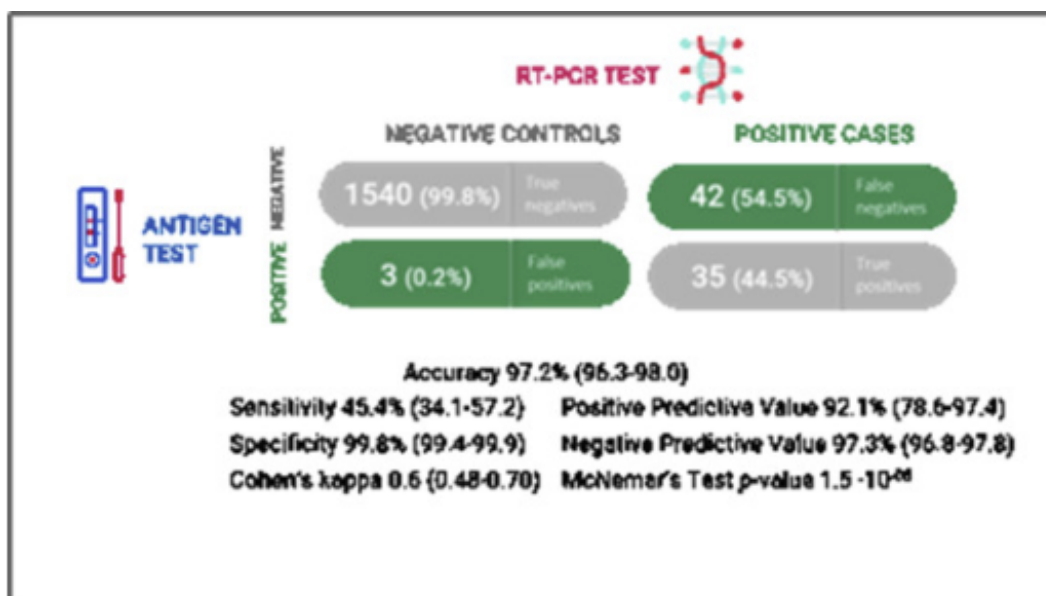 RT-PCR TEST
NEGATIVE CONTROLS
POSITIVE CASES
ANTIGEN
TEST
NEGATIVE
1540 (99.8%)
True
negatives
42 (54.5%)
False
negatives
POSITIVE
3 (0.2%)
False
positives
35 (44.5%)
True
positives
Accuracy 97.2% (96.3-98.0)
Sensitivity 45.4% (34.1-57.2) Positive Predictive Value 92.1% (78.6-97.4)
Specificity 99.8% (99.4-99.9) Negative Predictive Value 97.3% (96.8-97.8)
Cohen's kappa 0.6 (0.48-0.70) McNemar's Test p-value 1.5 ·10